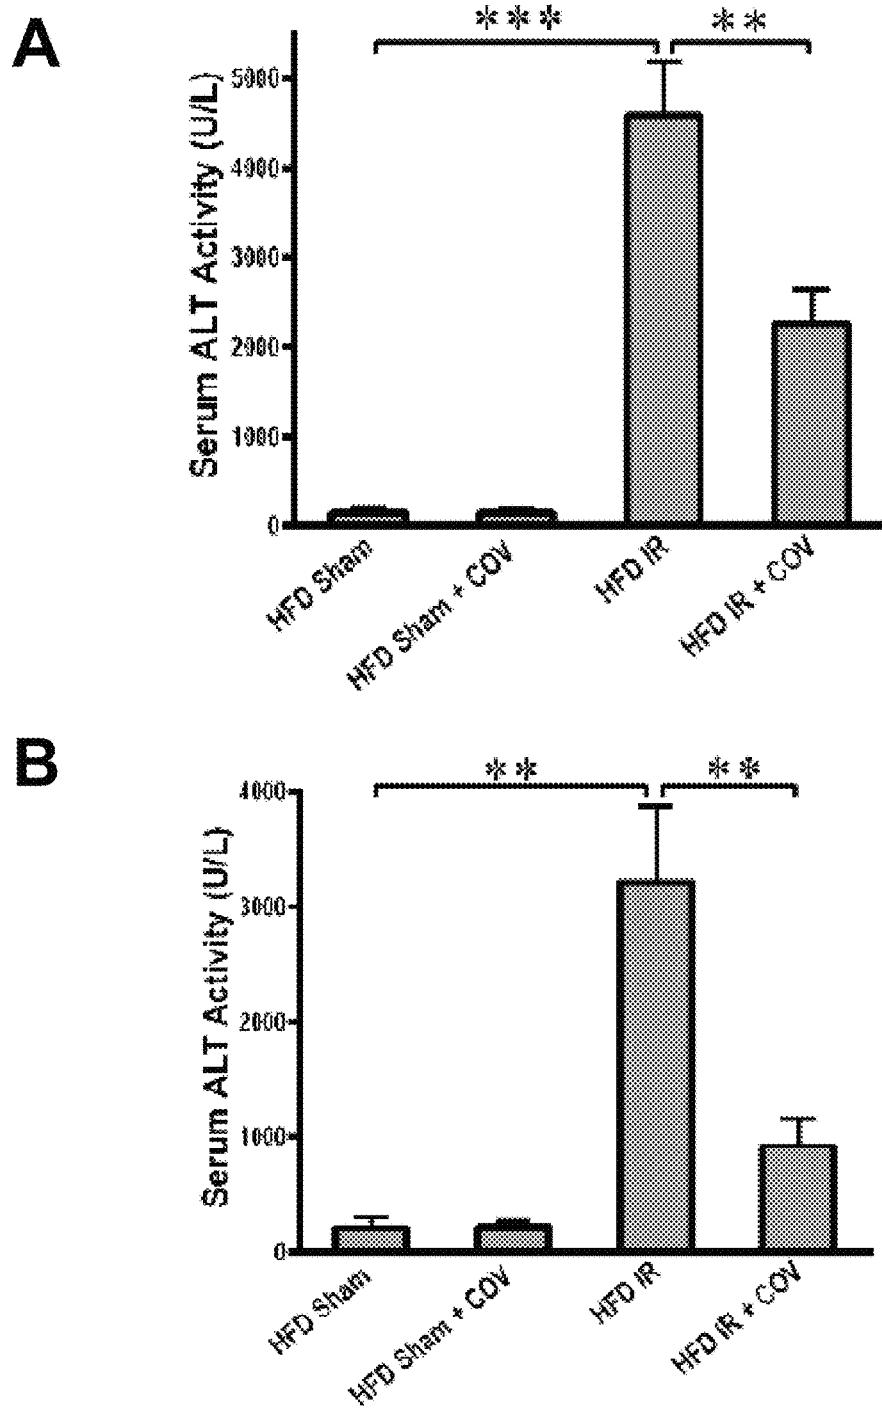 A
*** **
Serum ALT Activity (U/L)
5000
4000
3000
2000
1000
0
HFD Sham
HFD Sham + COV
HFD IR
HFD IR + COV
B
** **
Serum ALT Activity (U/L)
4000
3000
2000
1000
0
HFD Sham
HFD Sham + COV
HFD IR
HFD IR + COV